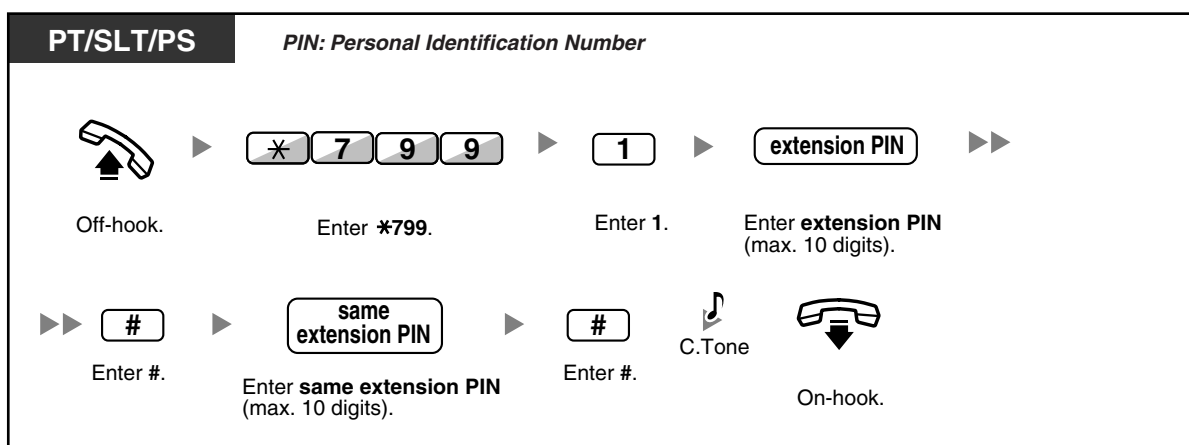 PT/SLT/PS
PIN: Personal Identification Number
* 7 9 9
1
extension PIN
Off-hook.
Enter *799.
Enter 1.
Enter extension PIN
(max. 10 digits).
#
same
extension PIN
#
C.Tone
Enter #.
Enter same extension PIN
(max. 10 digits).
Enter #.
On-hook.